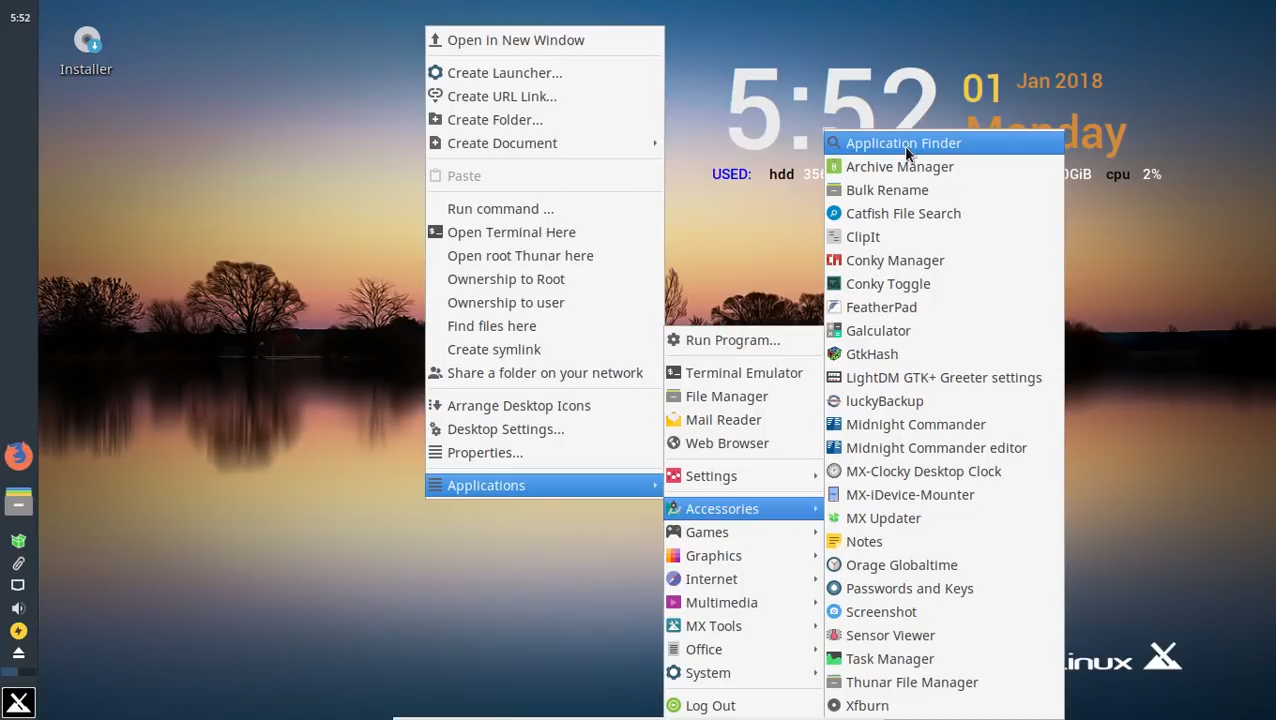 5:52
Installer
Open in New Window
Create Launcher...
Create URL Link...
Create Folder...
Create Document
Paste
Run command ...
Open Terminal Here
Open root Thunar here
Ownership to Root
Ownership to user
Find files here
Create symlink
Share a folder on your network
Arrange Desktop Icons
Desktop Settings...
Properties...
Applications
Run Program...
Terminal Emulator
File Manager
Mail Reader
Web Browser
Settings
Accessories
Games
Graphics
Internet
Multimedia
MX Tools
Office
System
Log Out
5:52
01 Jan 2018
Monday
USED: hdd 356 0GiB cpu 2%
Application Finder
Archive Manager
Bulk Rename
Catfish File Search
ClipIt
Conky Manager
Conky Toggle
FeatherPad
Galculator
GtkHash
LightDM GTK+ Greeter settings
luckyBackup
Midnight Commander
Midnight Commander editor
MX-Clocky Desktop Clock
MX-iDevice-Mounter
MX Updater
Notes
Orage Globaltime
Passwords and Keys
Screenshot
Sensor Viewer
Task Manager
Thunar File Manager
Xfburn
inux